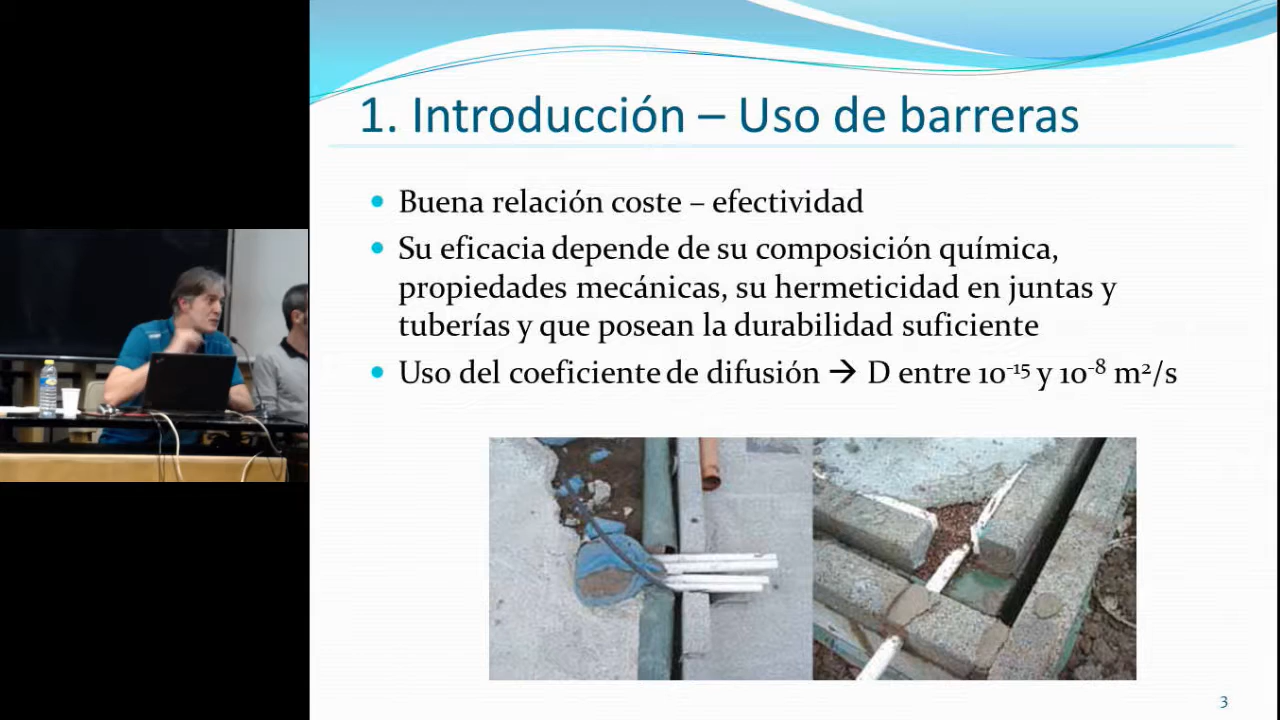 1. Introducción – Uso de barreras
• Buena relación coste – efectividad
• Su eficacia depende de su composición química,
propiedades mecánicas, su hermeticidad en juntas y
tuberías y que posean la durabilidad suficiente
• Uso del coeficiente de difusión → D entre 10⁻¹⁵ y 10⁻⁸ m²/s
3